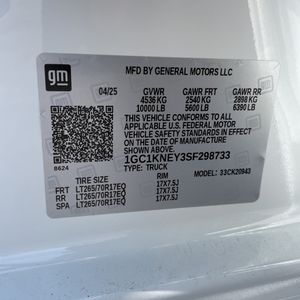 gm
MFD BY GENERAL MOTORS LLC
04/25 GVWR GAWR FRT GAWR RR
4536 KG 2540 KG 2898 KG
10000 LB 5600 LB 6390 LB
THIS VEHICLE CONFORMS TO ALL
APPLICABLE U.S. FEDERAL MOTOR
VEHICLE SAFETY STANDARDS IN
EFFECT ON THE DATE OF
MANUFACTURE SHOWN ABOVE.
1GC1KNEY3SF298733
TYPE: TRUCK
8624
TIRE SIZE RIM MODEL: 33CK20943
FRT LT265/70R17EQ 17X7.5J
RR LT265/70R17EQ 17X7.5J
SPA LT265/70R17EQ 17X7.5J